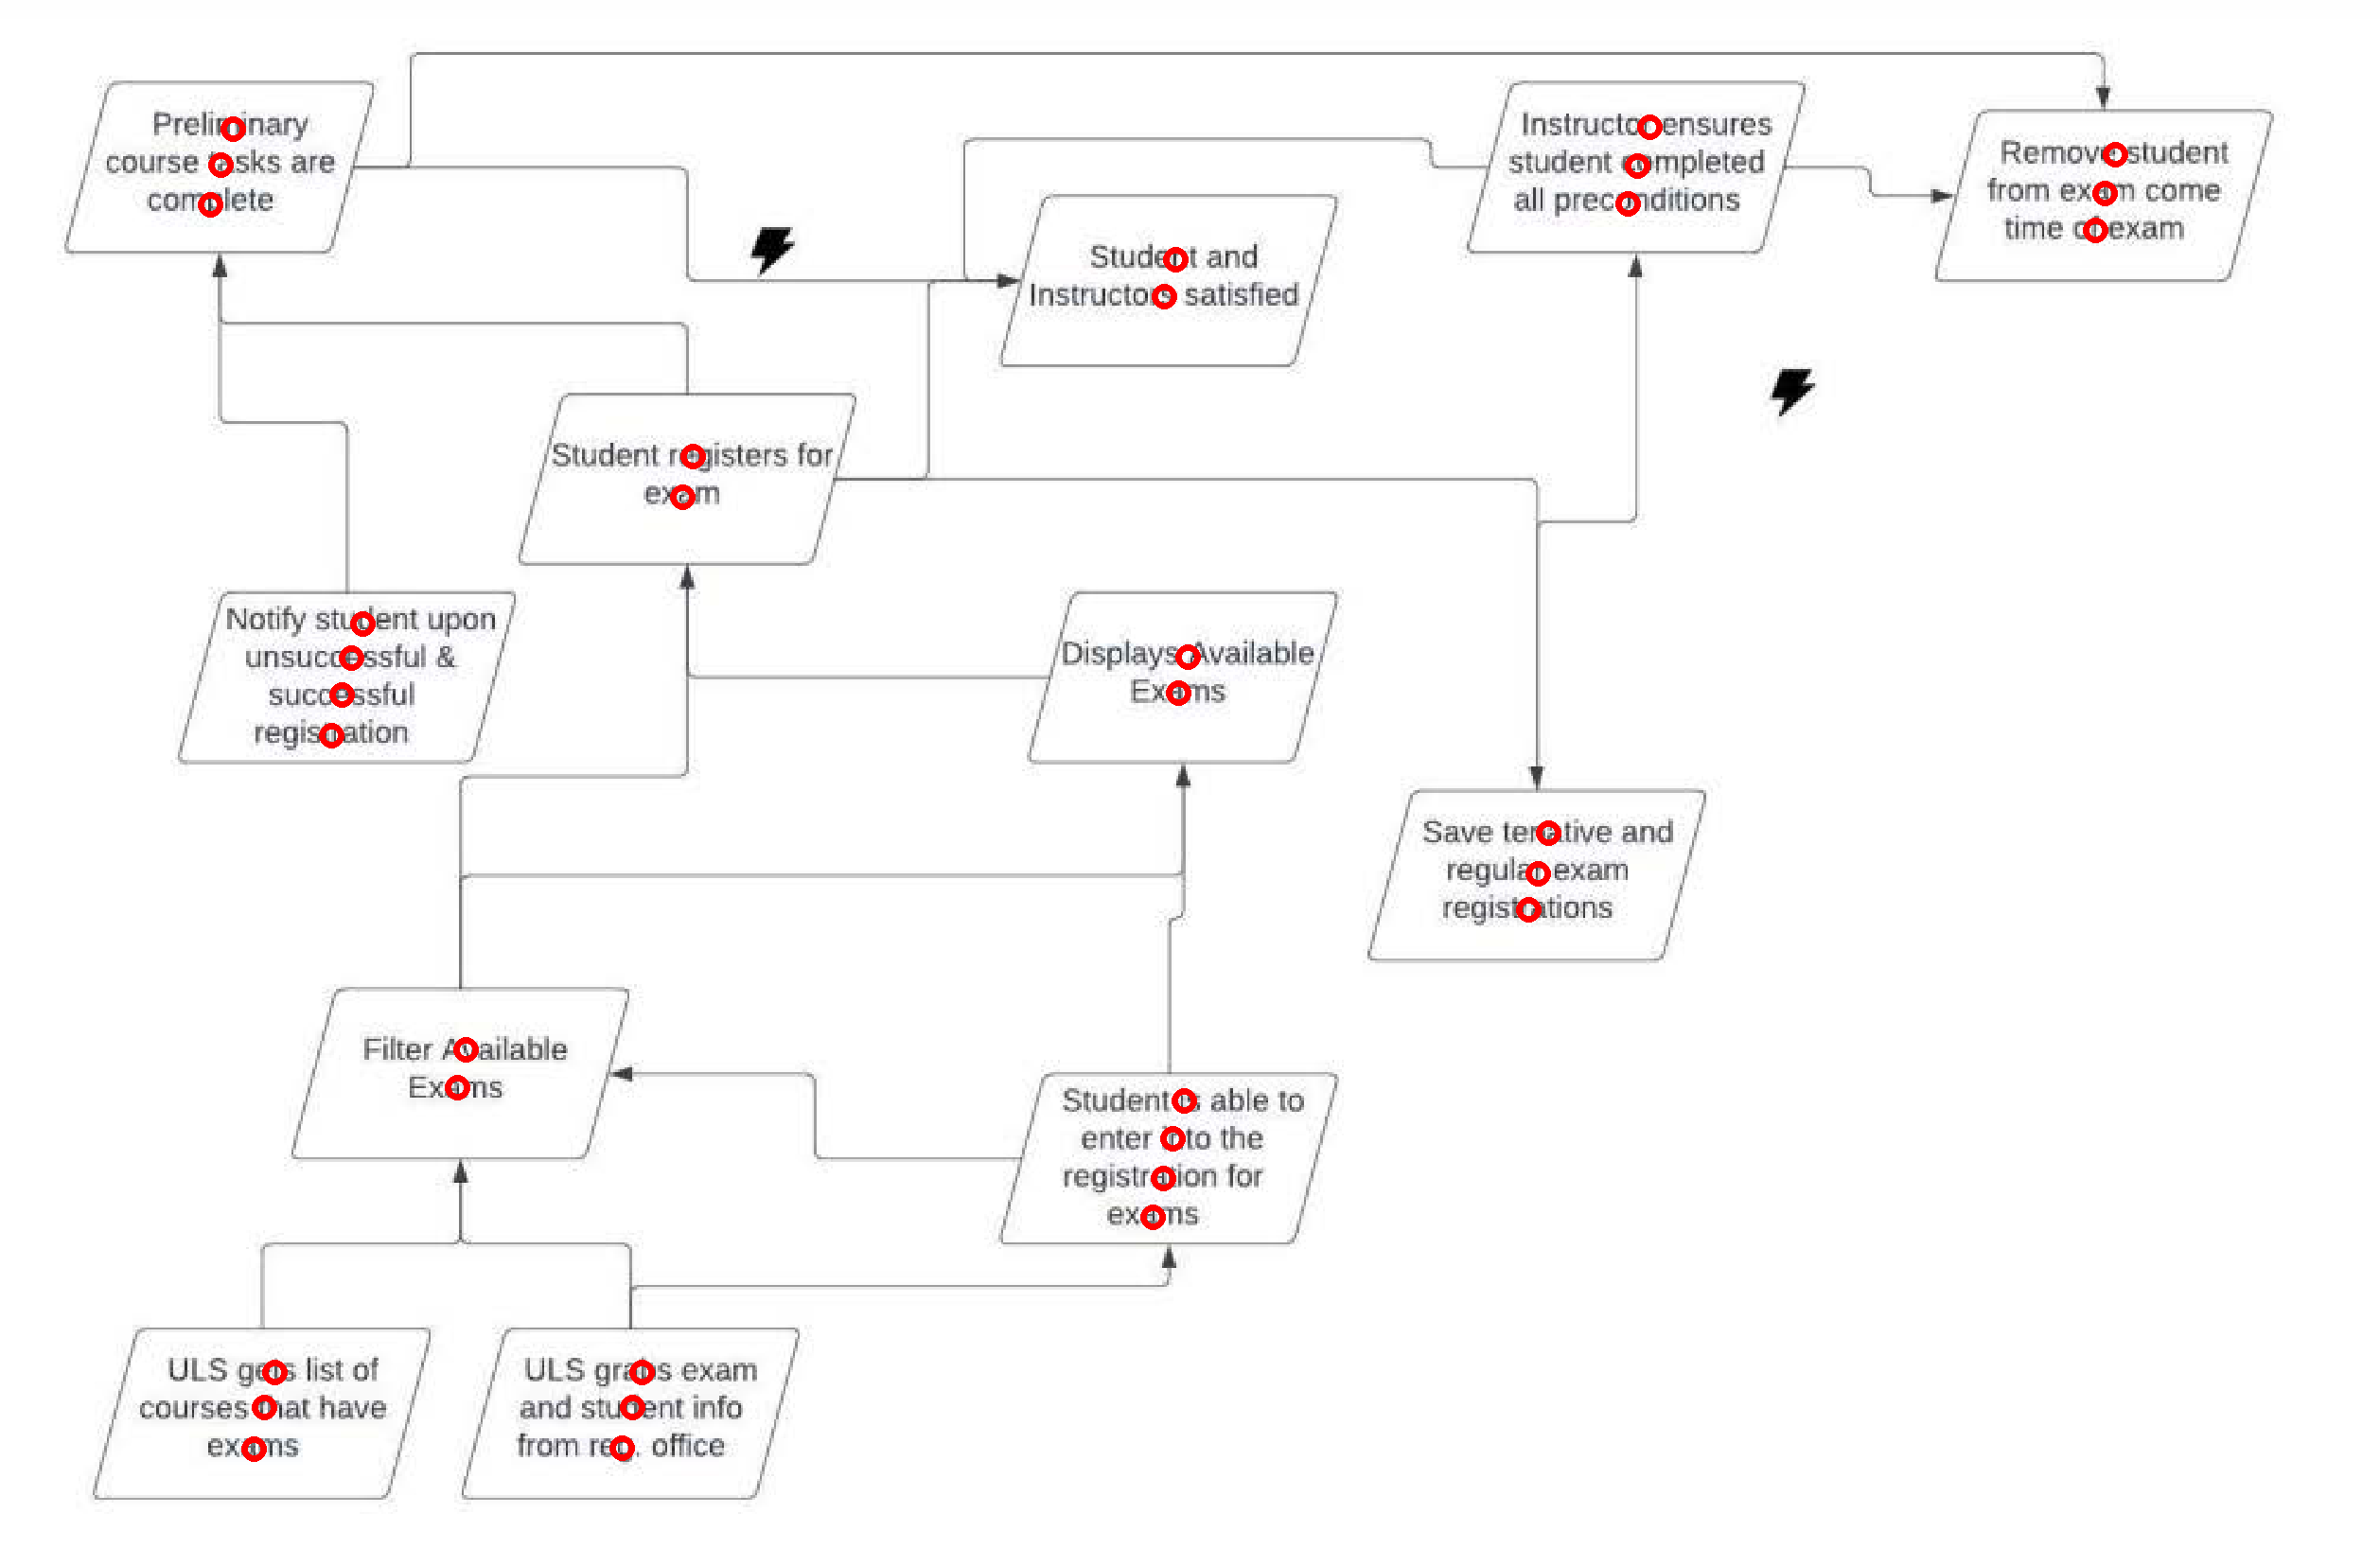 Preliminary
course tasks are
complete
Instructor ensures
student completed
all preconditions
Remove student
from exam come
time of exam
Student and
Instructors satisfied
Student registers for
exam
Notify student upon
unsuccessful &
successful
registration
Displays Available
Exams
Save tenative and
regular exam
registrations
Filter Available
Exams
Student is able to
enter into the
registration for
exams
ULS gets list of
courses that have
exams
ULS grabs exam
and student info
from reg. office